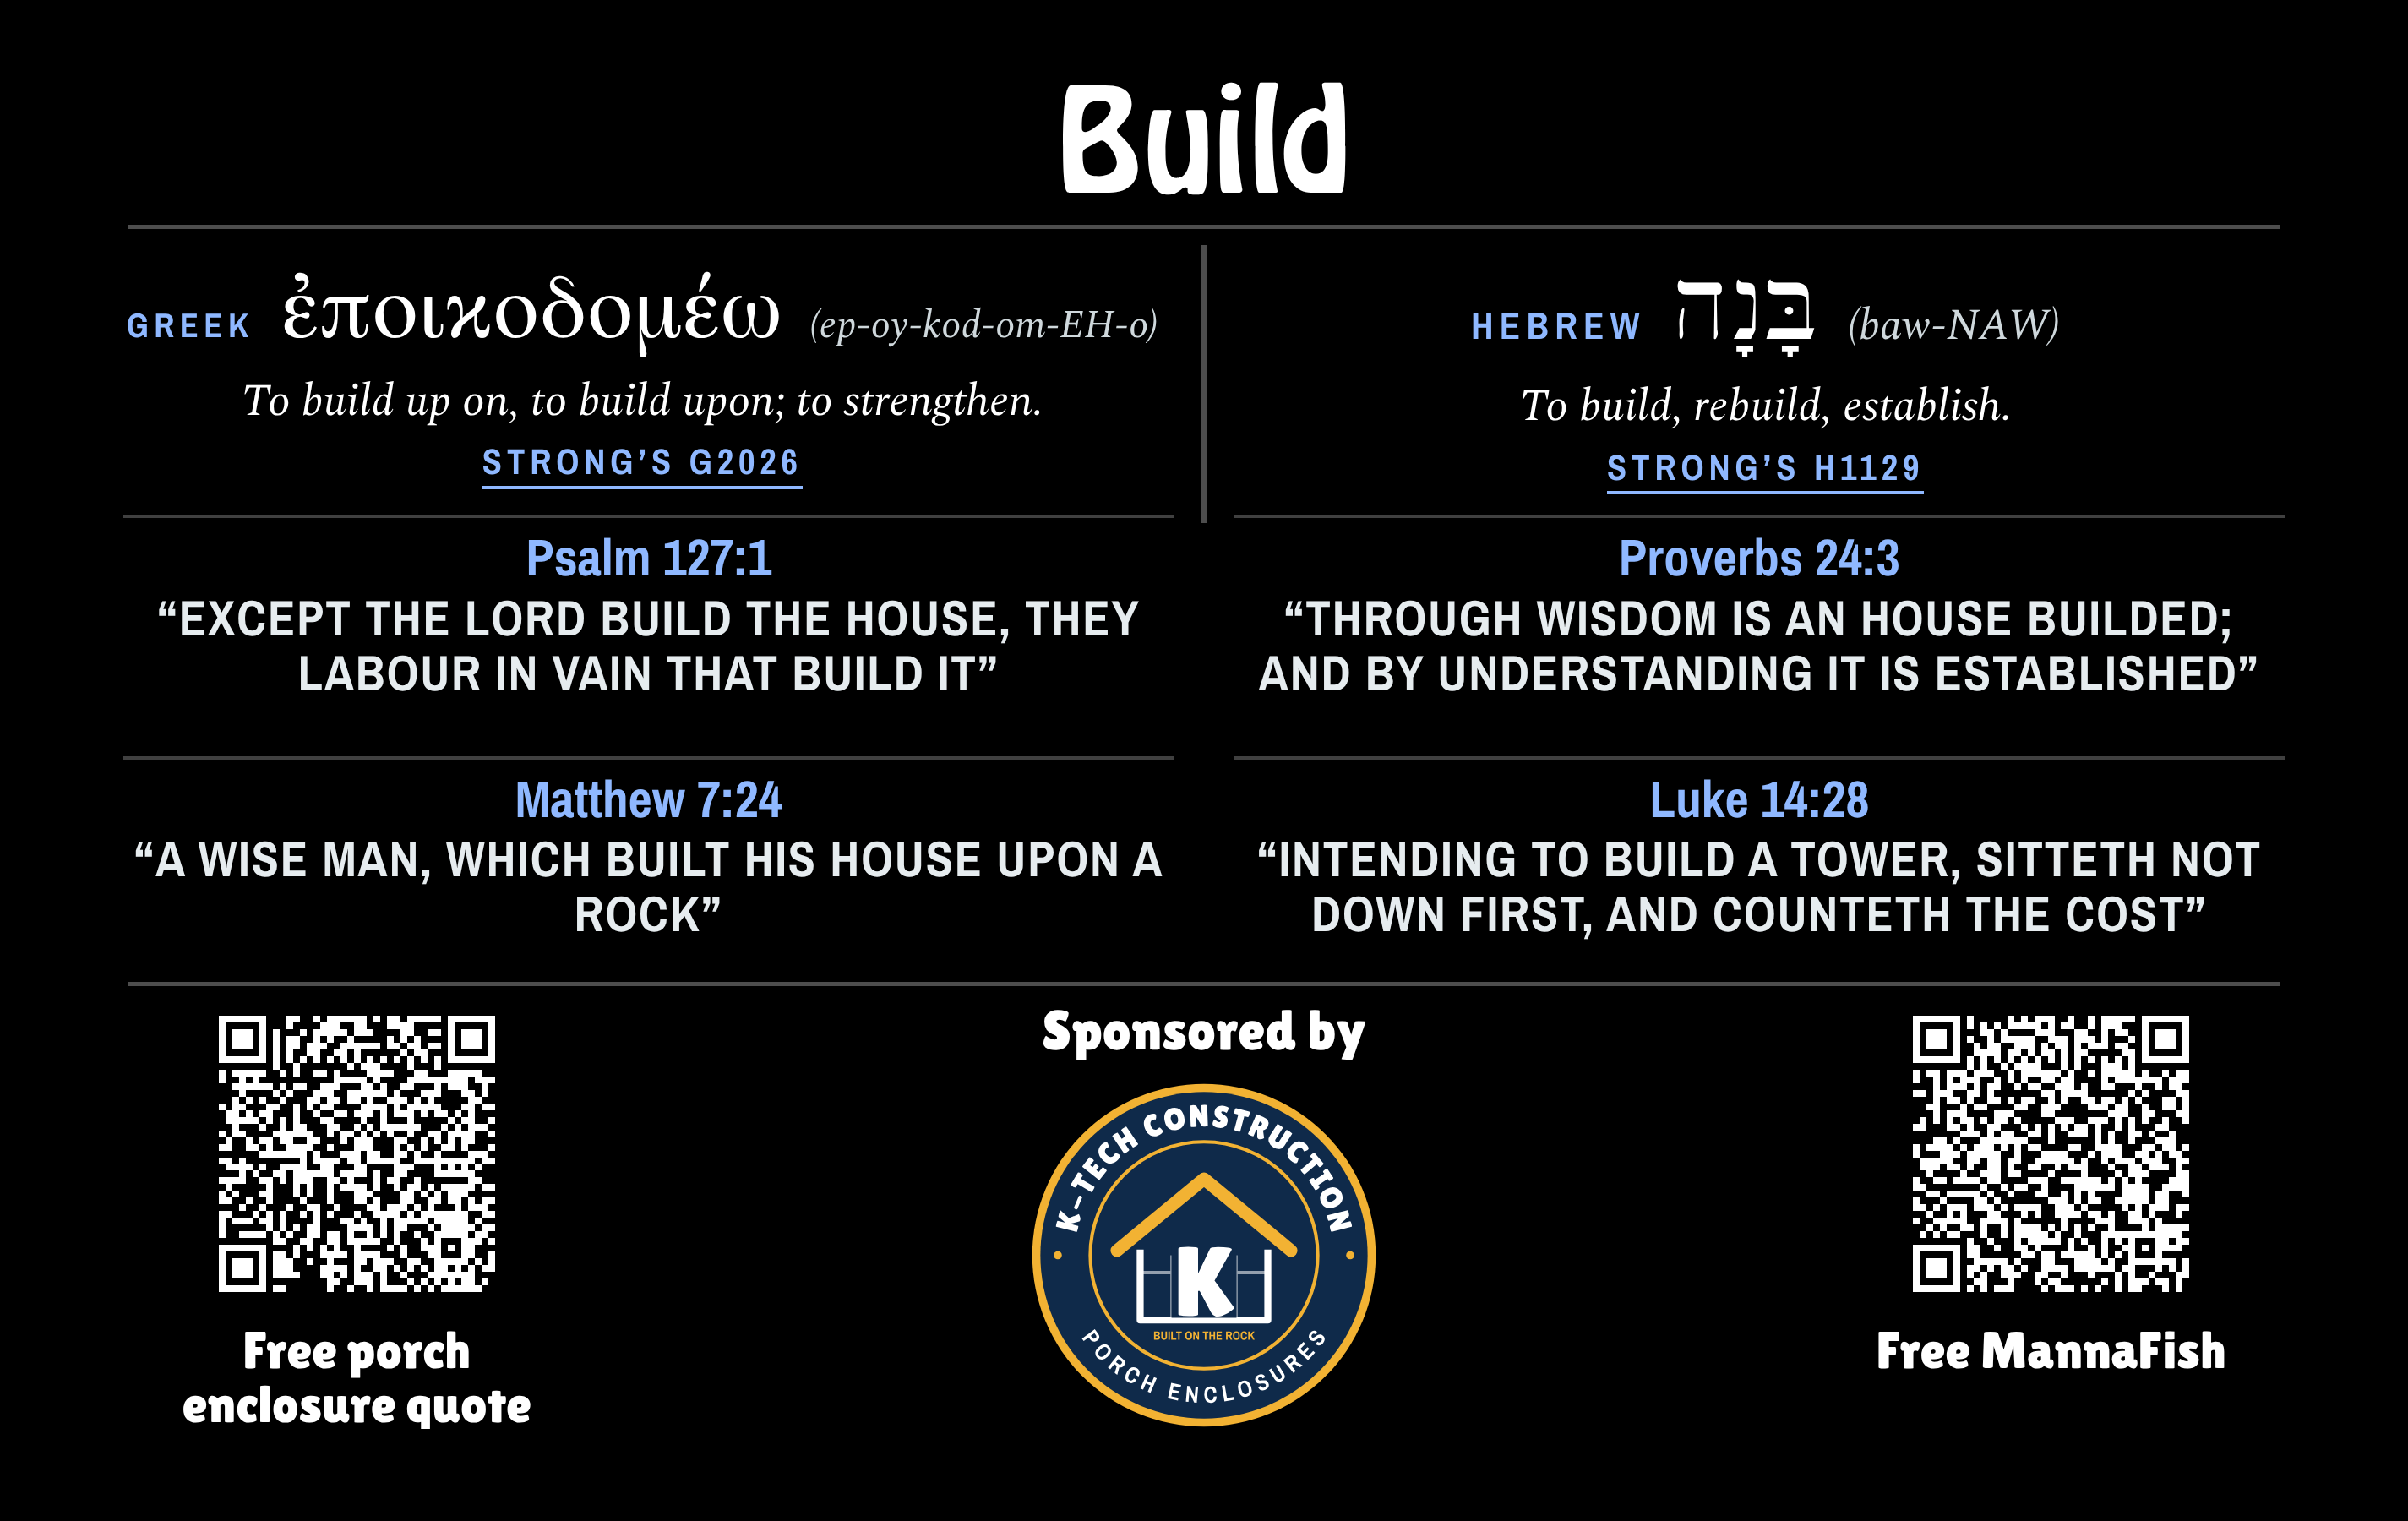 Build
GREEK ἐποικοδομέω (ep-oy-kod-om-EH-o)
To build up on, to build upon; to strengthen.
STRONG’S G2026
HEBREW בָּנָה (baw-NAW)
To build, rebuild, establish.
STRONG’S H1129
Psalm 127:1
“EXCEPT THE LORD BUILD THE HOUSE, THEY
LABOUR IN VAIN THAT BUILD IT”
Proverbs 24:3
“THROUGH WISDOM IS AN HOUSE BUILDED;
AND BY UNDERSTANDING IT IS ESTABLISHED”
Matthew 7:24
“A WISE MAN, WHICH BUILT HIS HOUSE UPON A
ROCK”
Luke 14:28
“INTENDING TO BUILD A TOWER, SITTETH NOT
DOWN FIRST, AND COUNTETH THE COST”
Free porch
enclosure quote
Sponsored by
K-TECH CONSTRUCTION
K
BUILT ON THE ROCK
PORCH ENCLOSURES
Free MannaFish